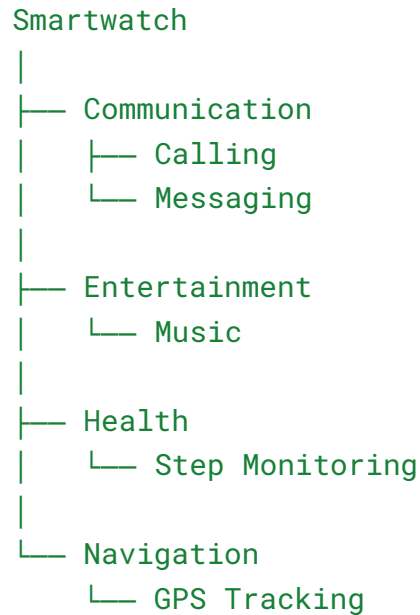 Smartwatch
│
├── Communication
│   ├── Calling
│   └── Messaging
│
├── Entertainment
│   └── Music
│
├── Health
│   └── Step Monitoring
│
└── Navigation
    └── GPS Tracking